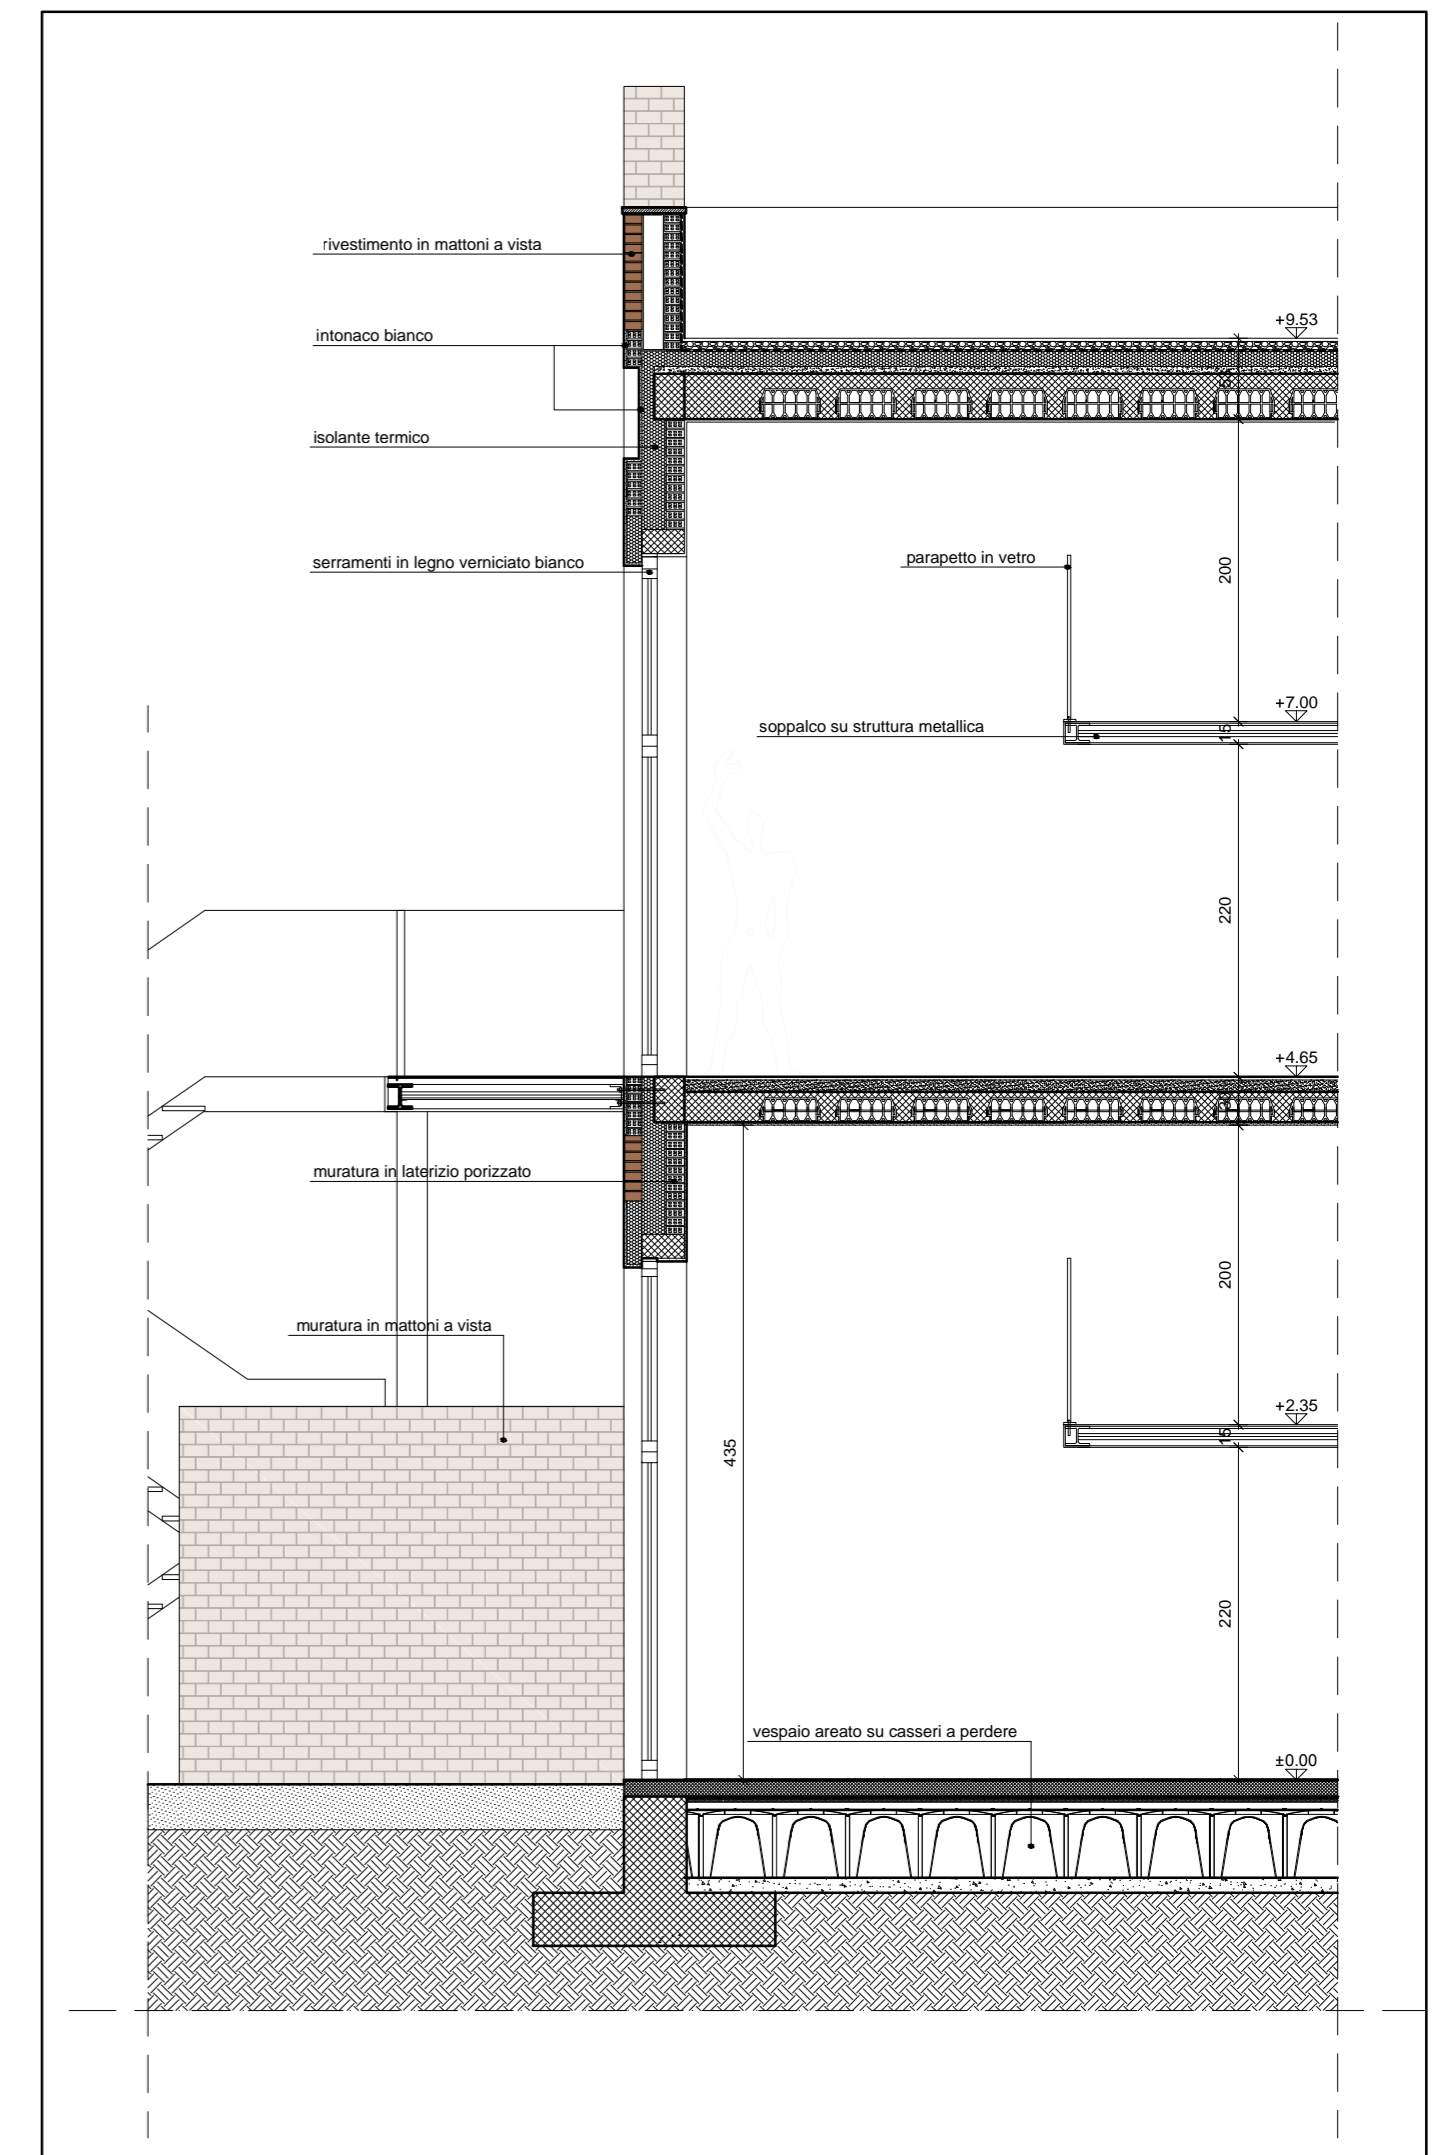 rivestimento in mattoni a vista
+9.53
intonaco bianco
53
isolante termico
serramenti in legno verniciato bianco
parapetto in vetro
200
+7.00
soppalco su struttura metallica
15
220
+4.65
30
muratura in laterizio porizzato
200
muratura in mattoni a vista
+2.35
15
435
220
vespaio areato su casseri a perdere
±0.00